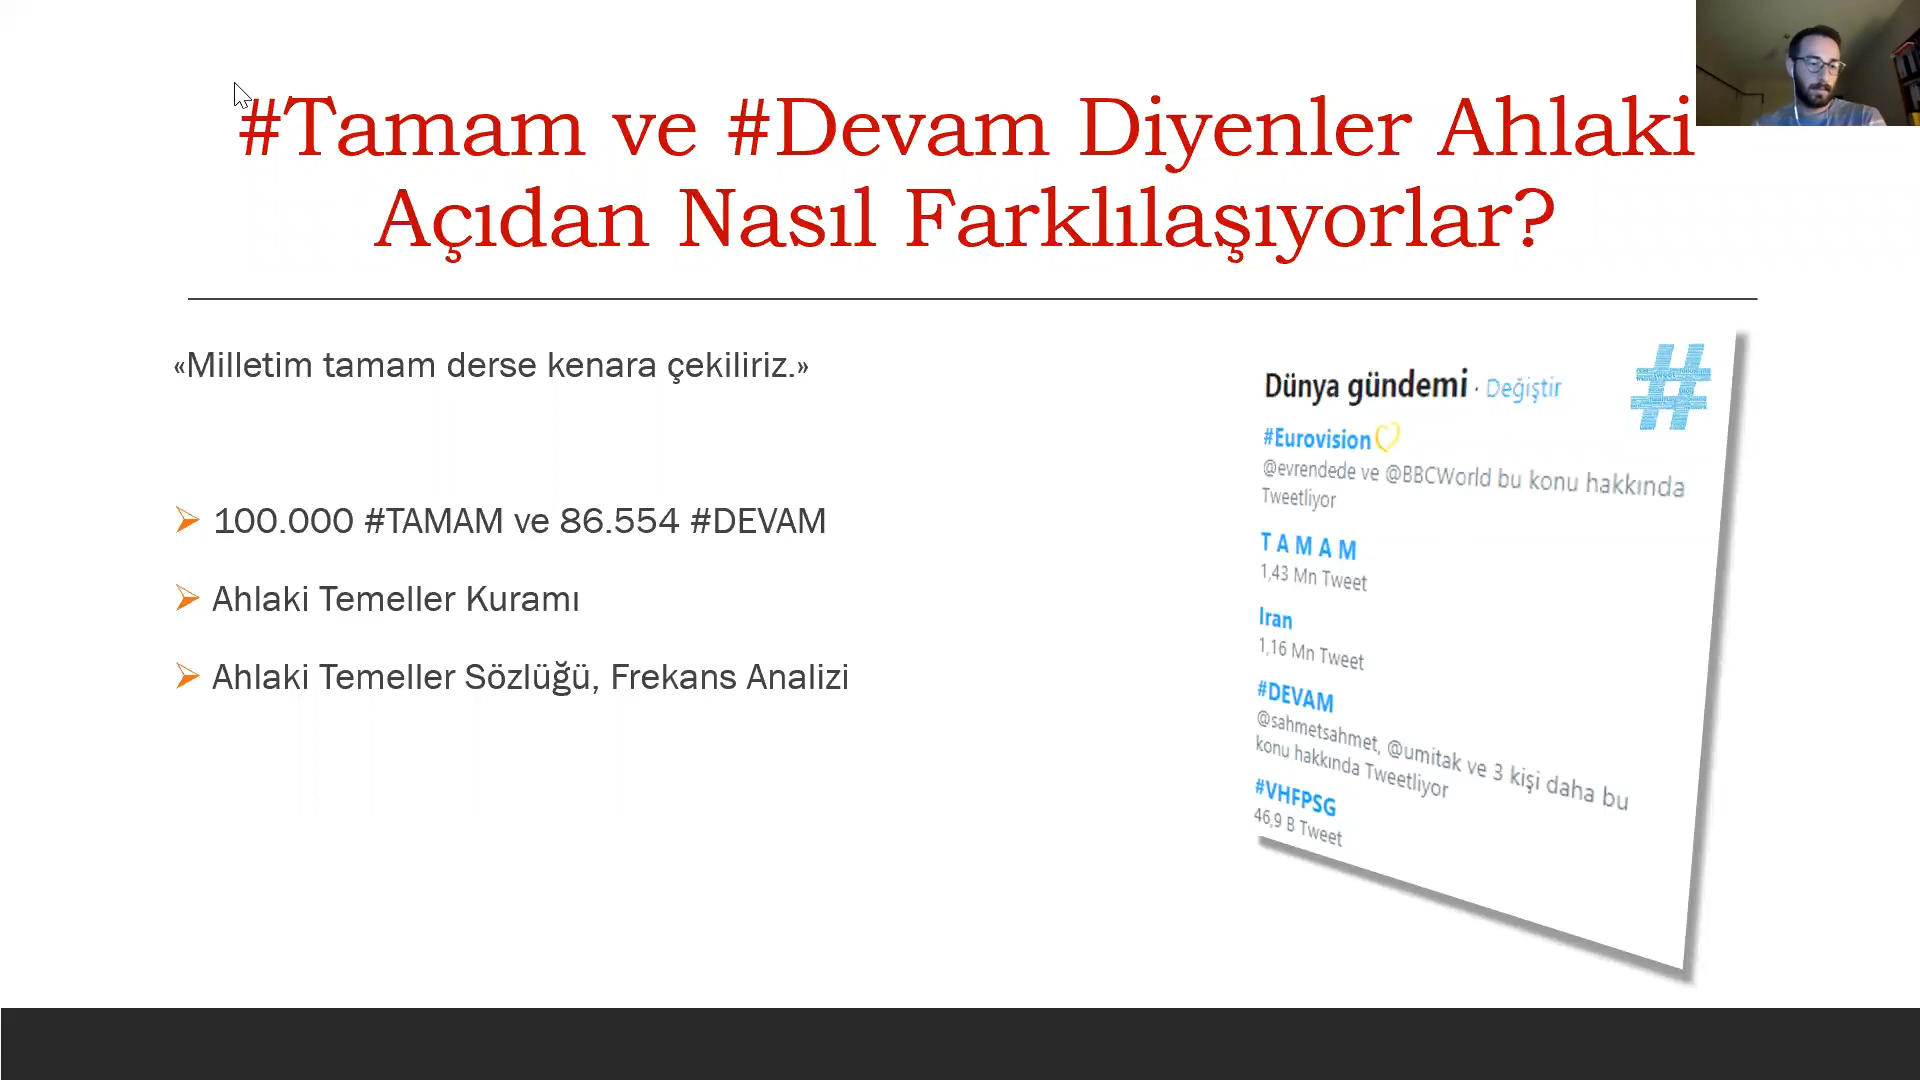 #Tamam ve #Devam Diyenler Ahlaki
Açıdan Nasıl Farklılaşıyorlar?
«Milletim tamam derse kenara çekiliriz.»
100.000 #TAMAM ve 86.554 #DEVAM
Ahlaki Temeller Kuramı
Ahlaki Temeller Sözlüğü, Frekans Analizi
Dünya gündemi · Değiştir
#Eurovision
@evrendede ve @BBCWorld bu konu hakkında
Tweetliyor
T A M A M
1,43 Mn Tweet
Iran
1,16 Mn Tweet
#DEVAM
@sahmetsahmet, @umitak ve 3 kişi daha bu
konu hakkında Tweetliyor
#VHFPSG
46,9 B Tweet